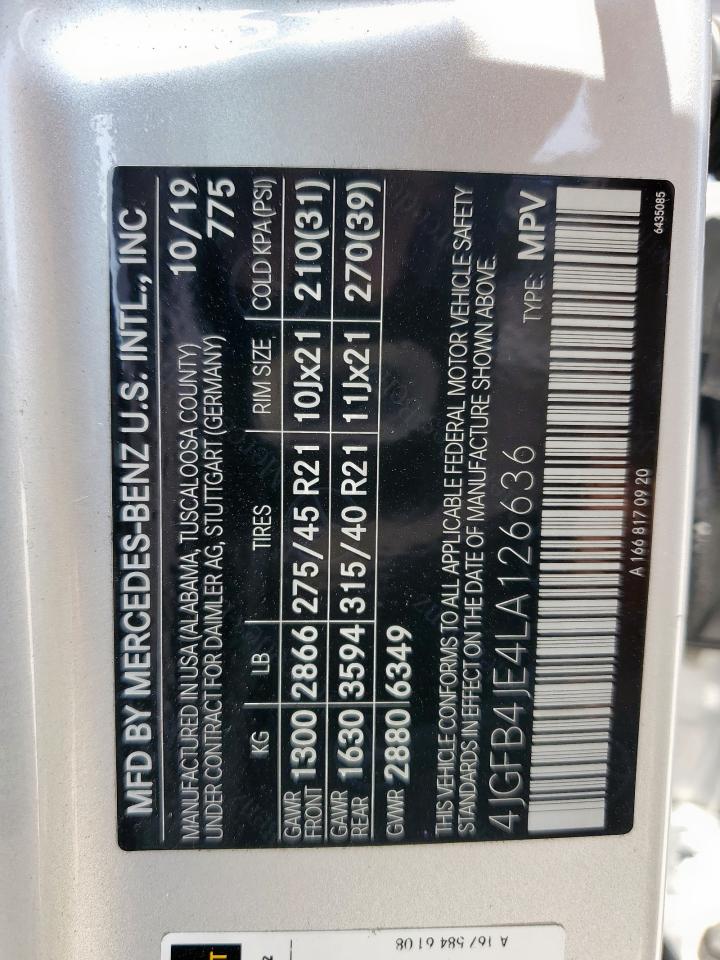 MFD BY MERCEDES-BENZ U.S. INTL., INC
MANUFACTURED IN USA (ALABAMA, TUSCALOOSA COUNTY) 10/19
UNDER CONTRACT FOR DAIMLER AG, STUTTGART (GERMANY) 775
KG LB TIRES RIM SIZE COLD KPA(PSI)
GAWR FRONT 1300 2866 275/45 R21 10Jx21 210(31)
GAWR REAR 1630 3594 315/40 R21 11Jx21 270(39)
GVWR 2880 6349
THIS VEHICLE CONFORMS TO ALL APPLICABLE FEDERAL MOTOR VEHICLE SAFETY
STANDARDS IN EFFECT ON THE DATE OF MANUFACTURE SHOWN ABOVE.
4JGFB4JE4LA126636 TYPE: MPV
A 166 817 09 20 6435085
A 167 584 61 08